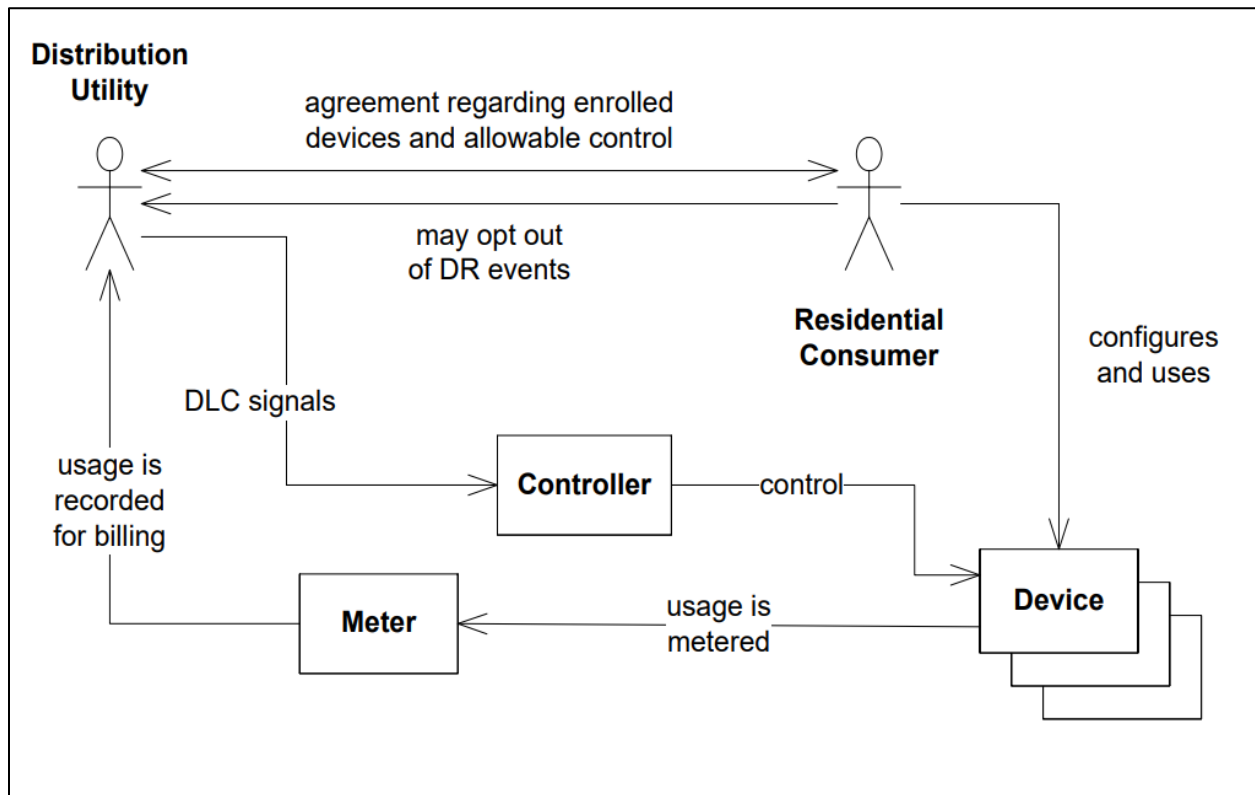 Distribution
Utility
agreement regarding enrolled
devices and allowable control
may opt out
of DR events
Residential
Consumer
configures
and uses
DLC signals
usage is
recorded
for billing
Controller
control
Meter
usage is
metered
Device